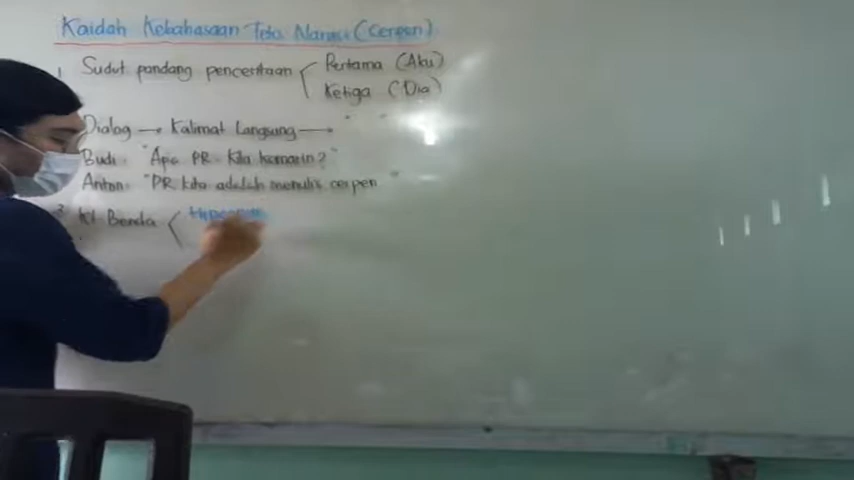 Kaidah Kebahasaan Teks Narasi (Cerpen)
1 Sudut pandang penceritaan Pertama (Aku)
Ketiga (Dia)
Dialog → Kalimat Langsung → " "
Budi : "Apa PR kita kemarin?"
Anton : "PR kita adalah menulis cerpen"
3 Kt. Benda